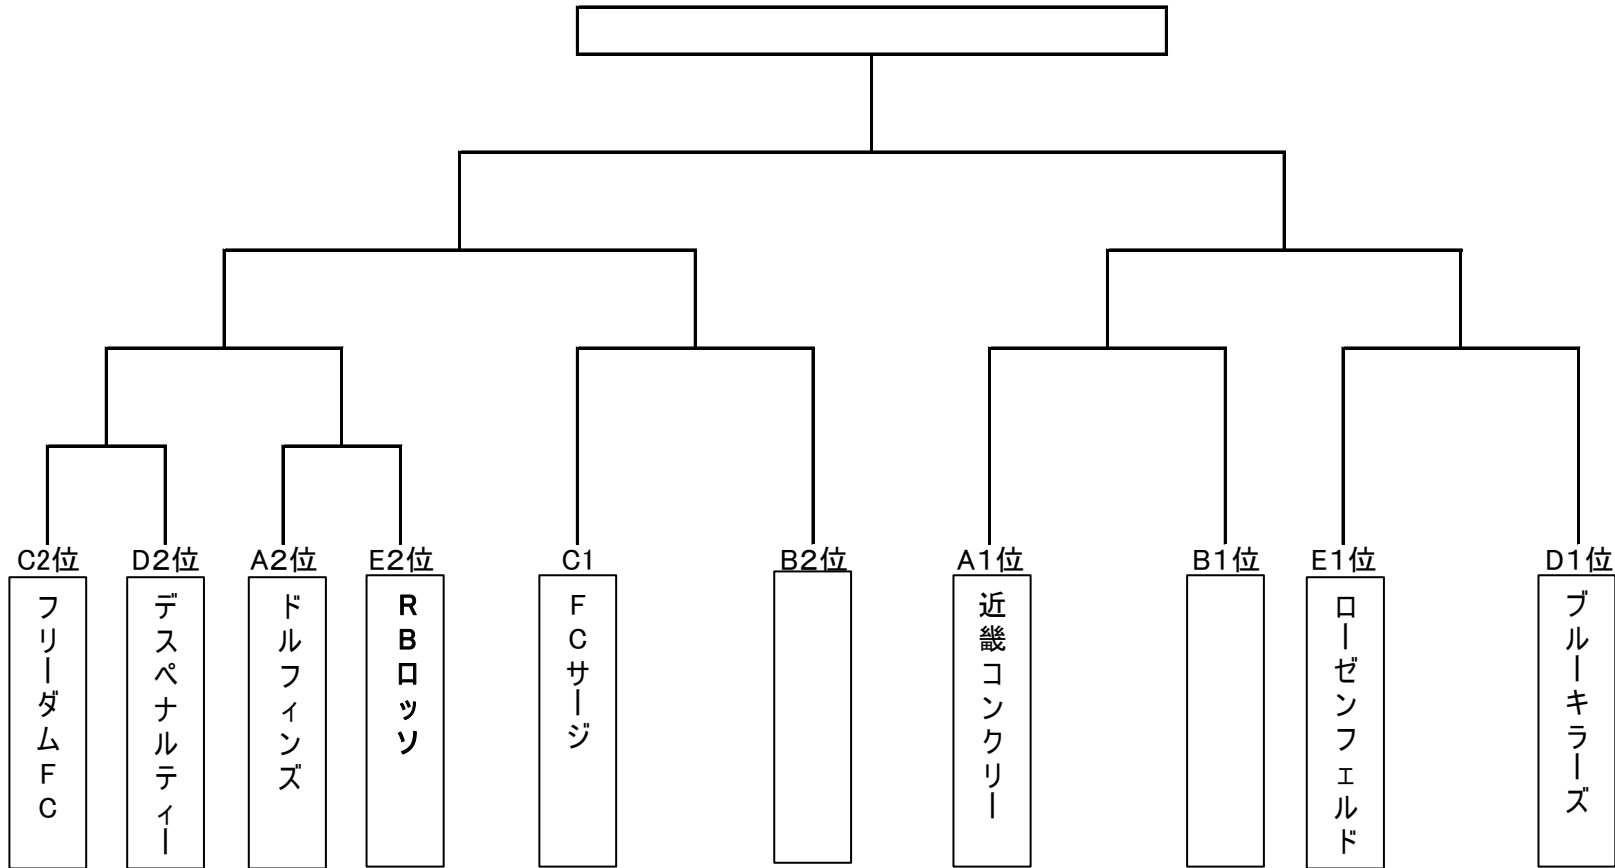 C2位
D2位
A2位
E2位
C1
B2位
A1位
B1位
E1位
D1位
フリーダムFC
デスペナルティー
ドルフィンズ
RBロッソ
FCサージ
近畿コンクリー
ローゼンフェルド
ブルーキラーズ